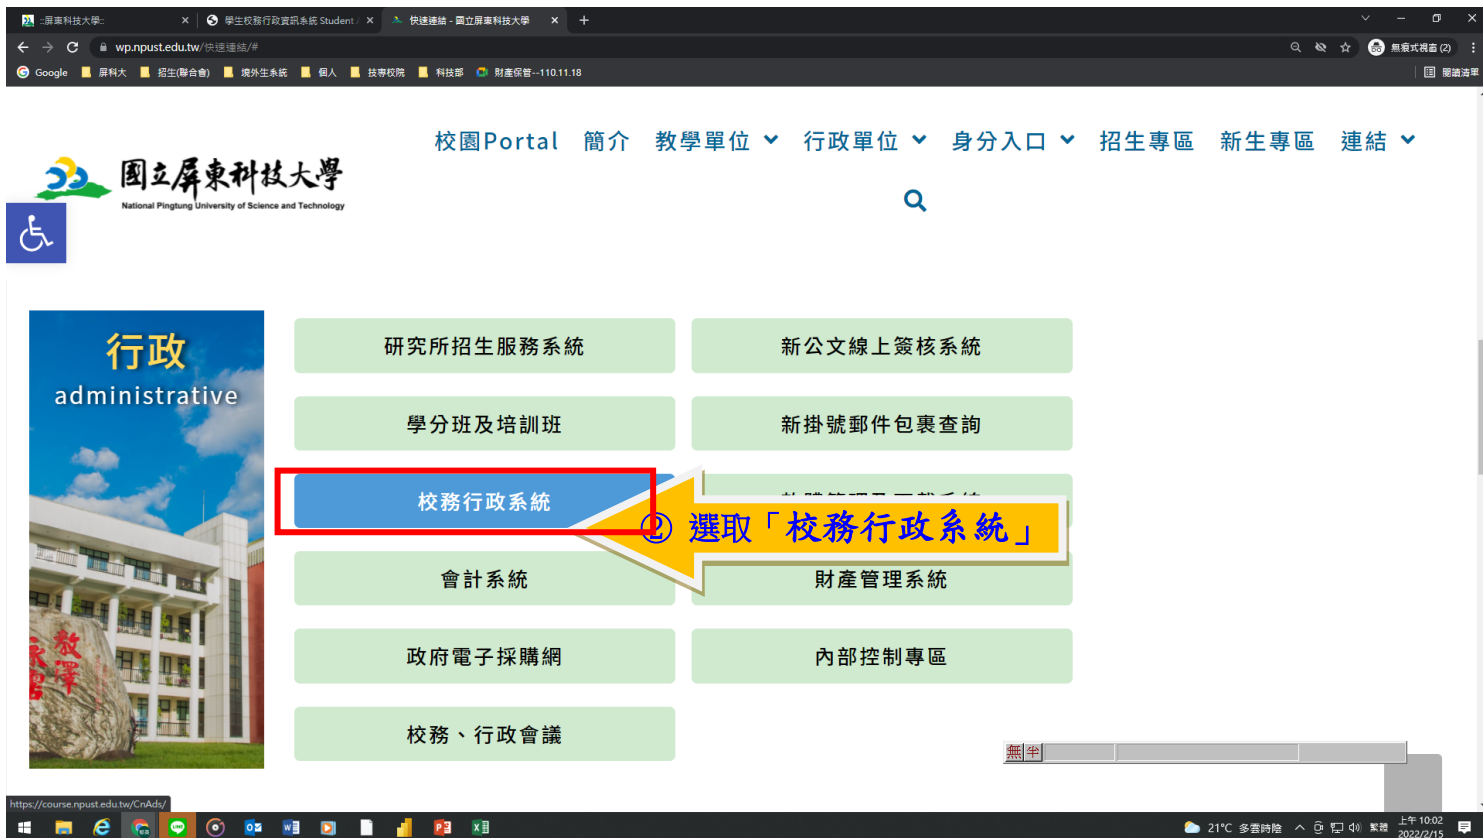 ::屏東科技大學::
學生校務行政資訊系統 Student /
快速連結 - 國立屏東科技大學
wp.npust.edu.tw/快速連結/#
無痕式視窗 (2)
Google 屏科大 招生(聯合會) 境外生系統 個人 技專校院 科技部 財產保管--110.11.18
閱讀清單
校園Portal 簡介 教學單位 行政單位 身分入口 招生專區 新生專區 連結
國立屏東科技大學
National Pingtung University of Science and Technology
行政
administrative
研究所招生服務系統 新公文線上簽核系統
學分班及培訓班 新掛號郵件包裹查詢
校務行政系統
② 選取「校務行政系統」
會計系統 財產管理系統
政府電子採購網 內部控制專區
校務、行政會議
無 半
https://course.npust.edu.tw/CnAds/
21°C 多雲時陰
繁體
上午 10:02
2022/2/15